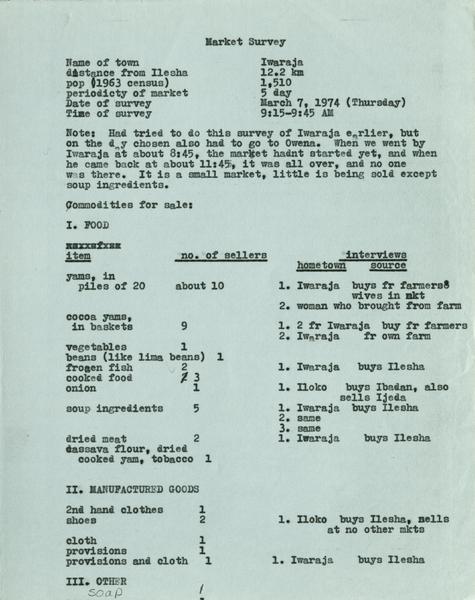 Market Survey
Name of town Iwaraja
distance from Ilesha 12.2 km
pop (1963 census) 1,510
periodicty of market 5 day
Date of survey March 7, 1974 (Thursday)
Time of survey 9:15-9:45 AM
Note: Had tried to do this survey of Iwaraja earlier, but
on the day chosen also had to go to Owena. When we went by
Iwaraja at about 8:45, the market hadnt started yet, and when
he came back at about 11:45, it was all over, and no one
was there. It is a small market, little is being sold except
soup ingredients.
Commodities for sale:
I. FOOD
item no. of sellers interviews
hometown source
yams, in 1. Iwaraja buys fr farmers
piles of 20 about 10 wives in mkt
2. woman who brought from farm
cocoa yams,
in baskets 9 1. 2 fr Iwaraja buy fr farmers
2. Iwaraja fr own farm
vegetables 1
beans (like lima beans) 1
frozen fish 2 1. Iwaraja buys Ilesha
cooked food 3
onion 1 1. Iloko buys Ibadan, also
sells Ijeda
soup ingredients 5 1. Iwaraja buys Ilesha
2. same
3. same
dried meat 2 1. Iwaraja buys Ilesha
cassava flour, dried
cooked yam, tobacco 1
II. MANUFACTURED GOODS
2nd hand clothes 1
shoes 2 1. Iloko buys Ilesha, sells
at no other mkts
cloth 1
provisions 1
provisions and cloth 1 1. Iwaraja buys Ilesha
III. OTHER
soap 1